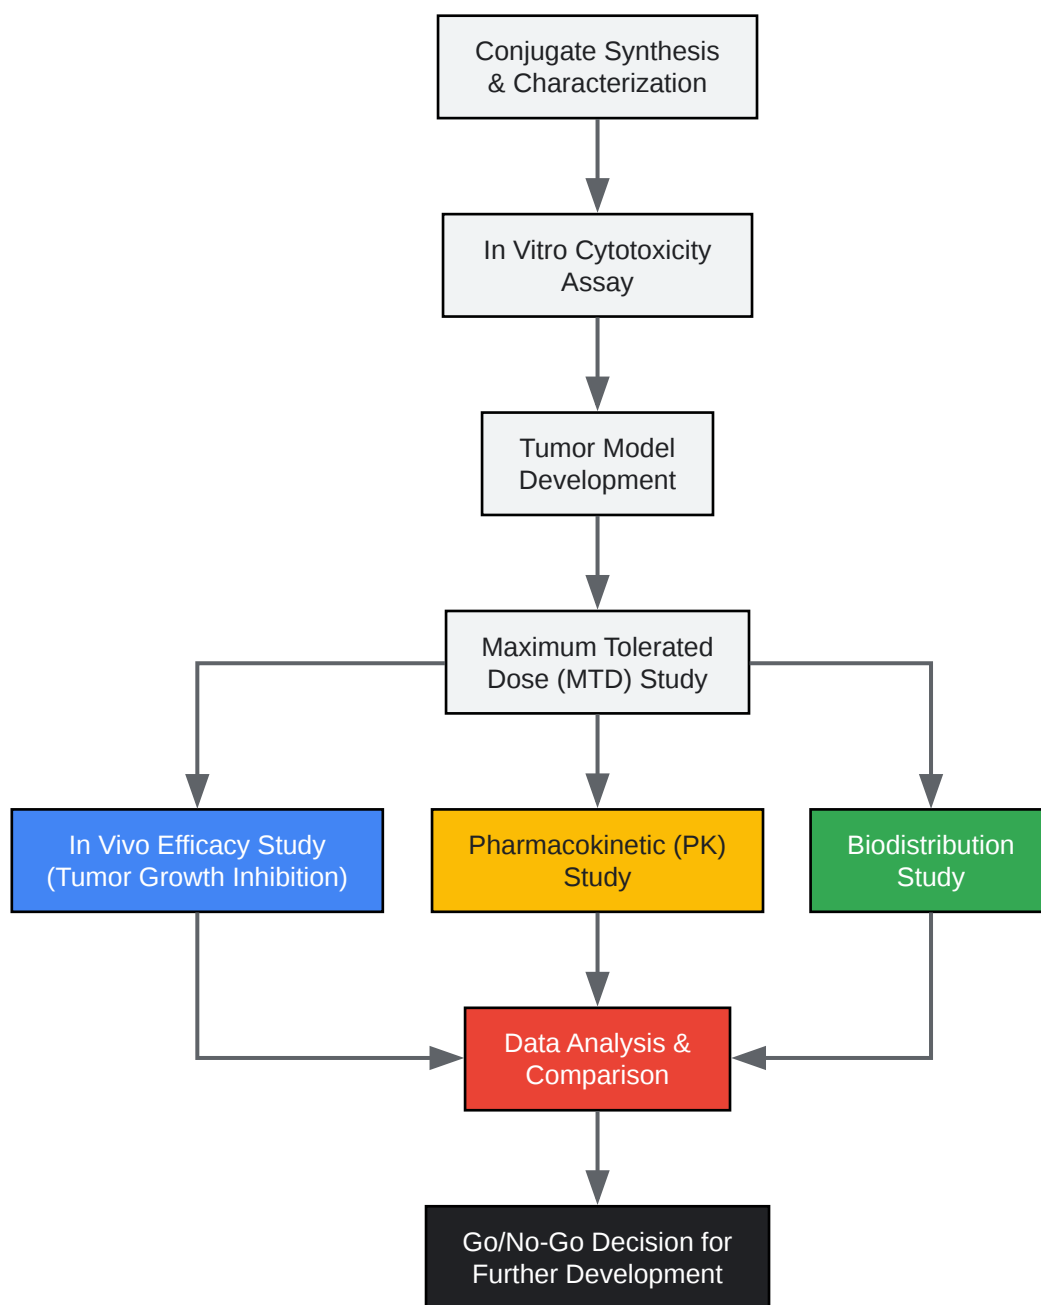 Conjugate Synthesis
& Characterization
In Vitro Cytotoxicity
Assay
Tumor Model
Development
Maximum Tolerated
Dose (MTD) Study
In Vivo Efficacy Study
(Tumor Growth Inhibition)
Pharmacokinetic (PK)
Study
Biodistribution
Study
Data Analysis &
Comparison
Go/No-Go Decision for
Further Development